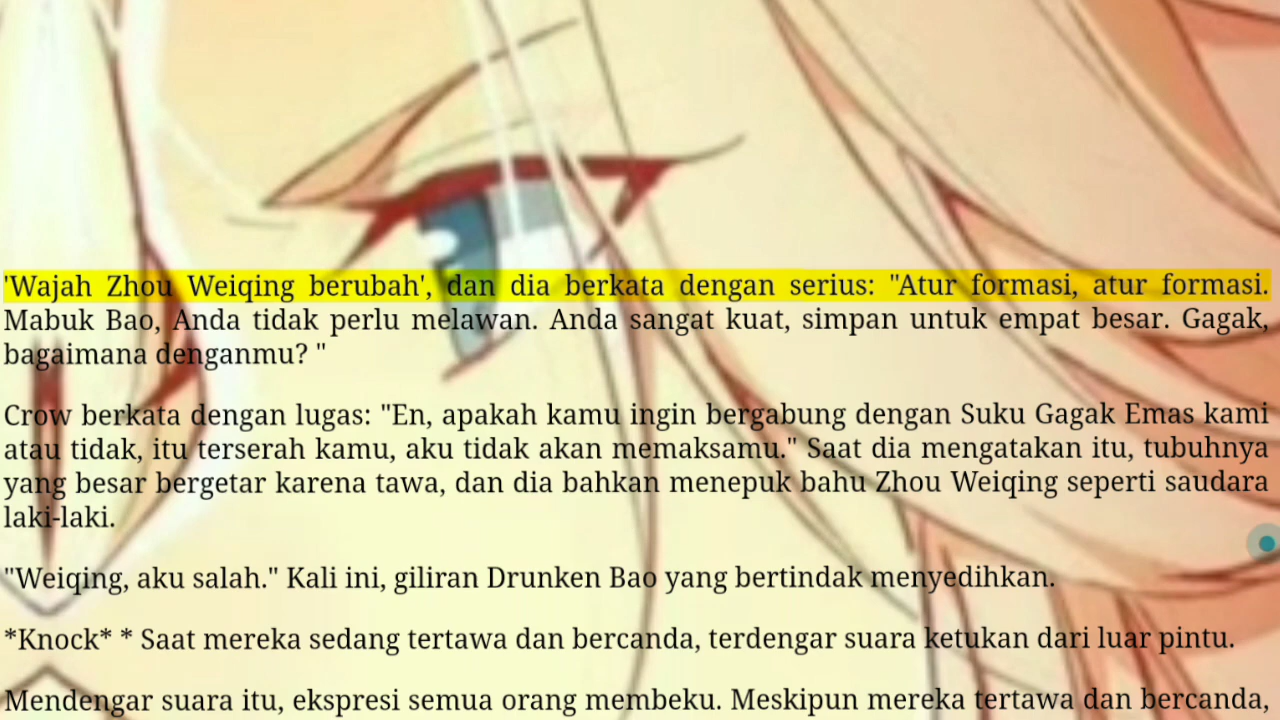 'Wajah Zhou Weiqing berubah', dan dia berkata dengan serius: "Atur formasi, atur formasi.
Mabuk Bao, Anda tidak perlu melawan. Anda sangat kuat, simpan untuk empat besar. Gagak,
bagaimana denganmu? "
Crow berkata dengan lugas: "En, apakah kamu ingin bergabung dengan Suku Gagak Emas kami
atau tidak, itu terserah kamu, aku tidak akan memaksamu." Saat dia mengatakan itu, tubuhnya
yang besar bergetar karena tawa, dan dia bahkan menepuk bahu Zhou Weiqing seperti saudara
laki-laki.
"Weiqing, aku salah." Kali ini, giliran Drunken Bao yang bertindak menyedihkan.
*Knock* * Saat mereka sedang tertawa dan bercanda, terdengar suara ketukan dari luar pintu.
Mendengar suara itu, ekspresi semua orang membeku. Meskipun mereka tertawa dan bercanda,